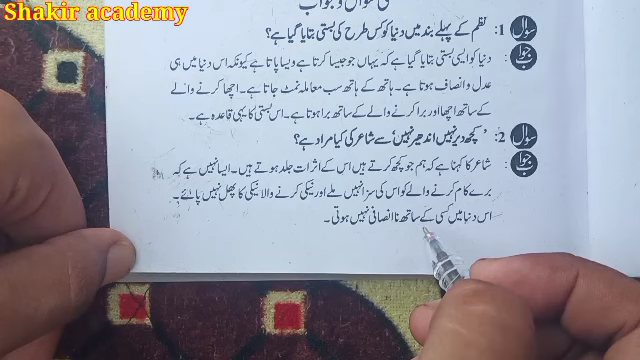 Shakir academy
سوال و جواب
سوال 1: نظم کے پہلے بند میں دنیا کو کس طرح کی بستی بتایا گیا ہے؟
جواب: دنیا کو ایسی بستی بتایا گیا ہے کہ یہاں جو جیسا کرتا ہے ویسا پاتا ہے کیونکہ اس دنیا میں ہی
عدل و انصاف ہوتا ہے۔ ہاتھ کے ہاتھ سب معاملہ نمٹ جاتا ہے۔ اچھا کرنے والے
کے ساتھ اچھا اور برا کرنے والے کے ساتھ برا ہوتا ہے۔ اس بستی کا یہی قاعدہ ہے۔
سوال 2: 'کچھ دیر نہیں اندھیر نہیں' سے شاعر کی کیا مراد ہے؟
جواب: شاعر کا کہنا ہے کہ ہم جو کچھ کرتے ہیں اس کے اثرات جلد ہوتے ہیں۔ ایسا نہیں ہے کہ
برے کام کرنے والے کو اس کی سزا نہیں ملے اور نیکی کرنے والا نیکی کا پھل نہیں پائے۔
اس دنیا میں کسی کے ساتھ نا انصافی نہیں ہوتی۔